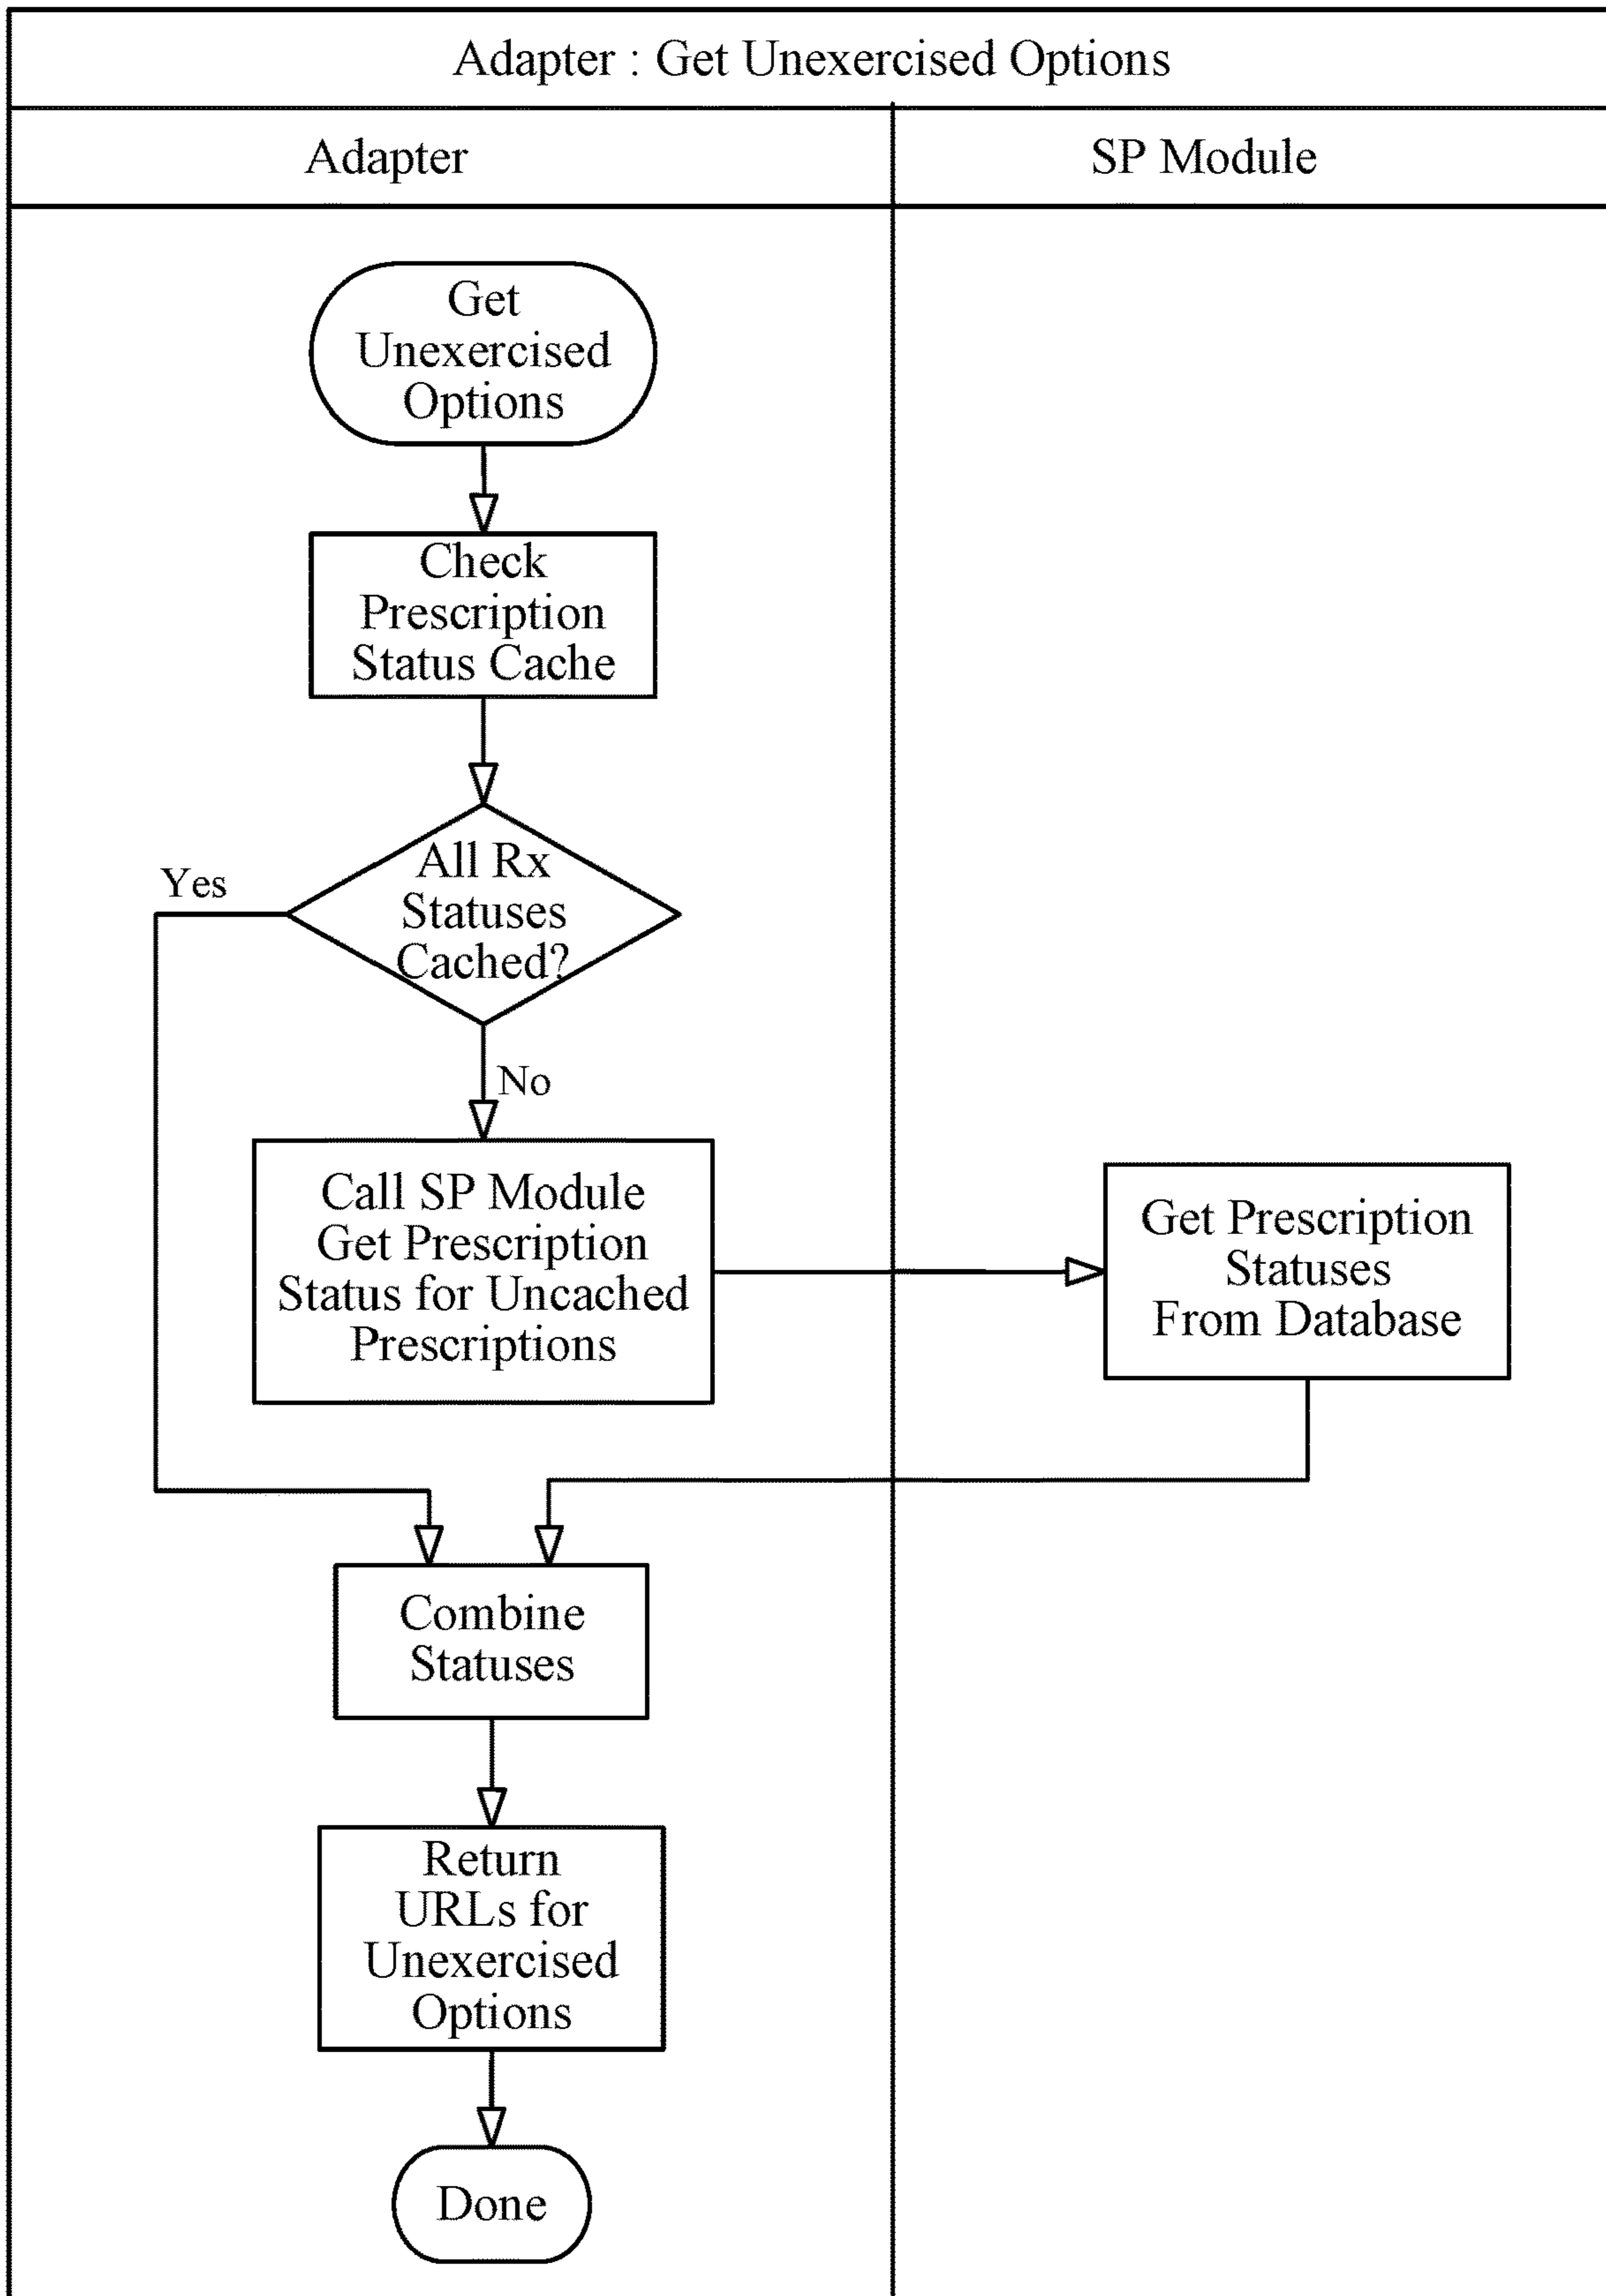 Adapter : Get Unexercised Options
Adapter
SP Module
Get
Unexercised
Options
Check
Prescription
Status Cache
All Rx
Statuses
Cached?
Yes
No
Call SP Module
Get Prescription
Status for Uncached
Prescriptions
Get Prescription
Statuses
From Database
Combine
Statuses
Return
URLs for
Unexercised
Options
Done